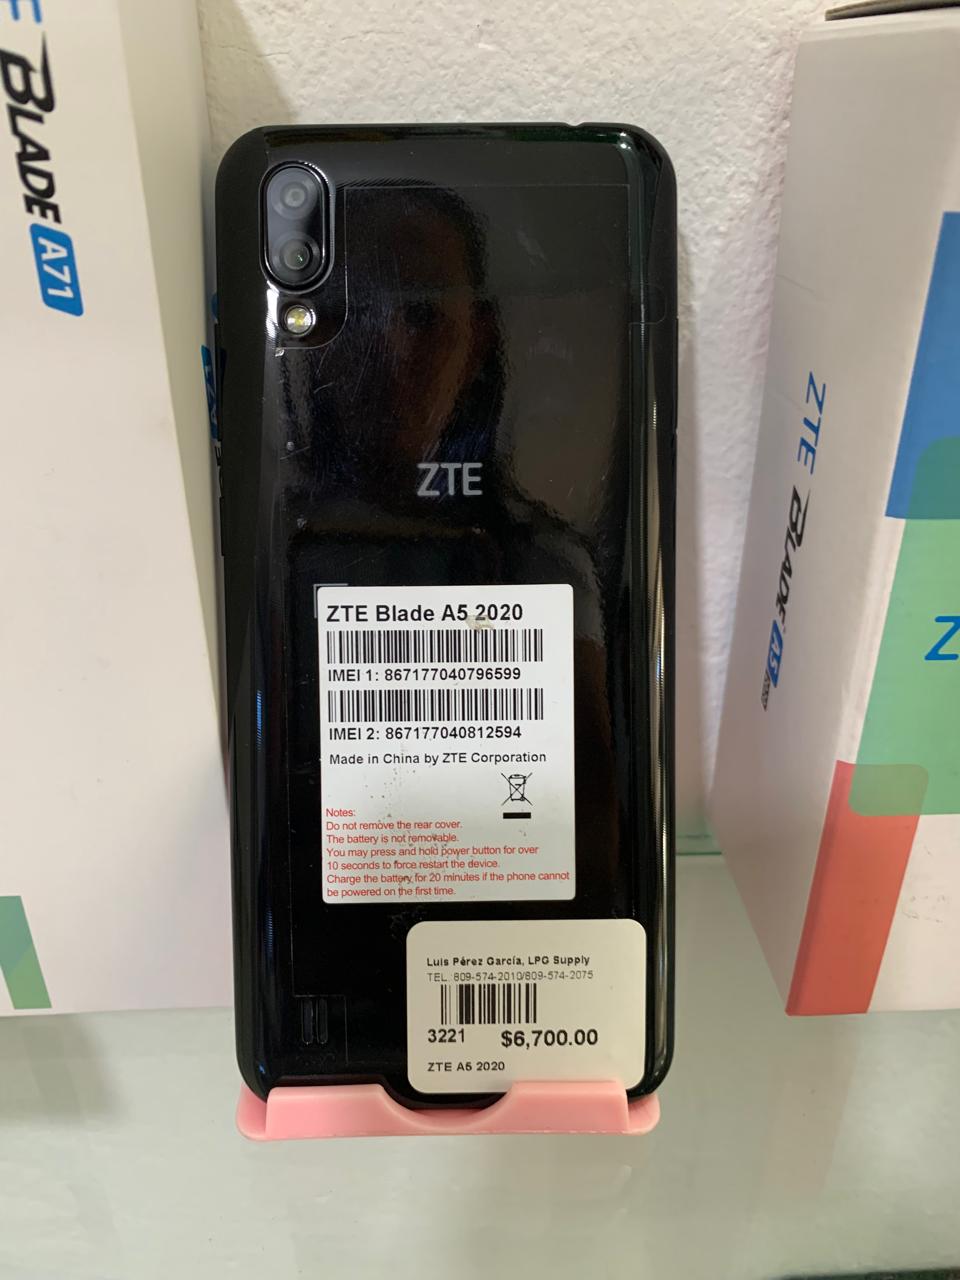 BLADE A71
ZTE
ZTE Blade A5 2020
IMEI 1: 867177040796599
IMEI 2: 867177040812594
Made in China by ZTE Corporation
Notes:
Do not remove the rear cover.
The battery is not removable.
You may press and hold power button for over
10 seconds to force restart the device.
Charge the battery for 20 minutes if the phone cannot
be powered on the first time.
Luis Pérez García, LPG Supply
TEL. 809-574-2010/809-574-2075
3221 $6,700.00
ZTE A5 2020
ZTE BLADE A5 2020